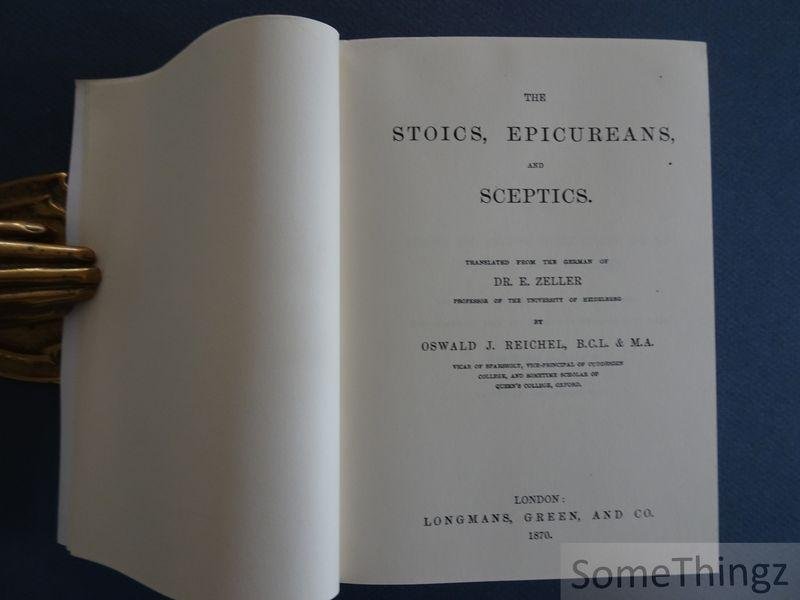 THE
STOICS, EPICUREANS,
AND
SCEPTICS.
TRANSLATED FROM THE GERMAN OF
DR. E. ZELLER
PROFESSOR OF THE UNIVERSITY OF HEIDELBERG
BY
OSWALD J. REICHEL, B.C.L. & M.A.
VICAR OF SPARSHOLT, VICE-PRINCIPAL OF CUDDESDEN
COLLEGE, AND SOMETIME SCHOLAR OF
QUEEN'S COLLEGE, OXFORD.
LONDON:
LONGMANS, GREEN, AND CO.
1870.
SomeThingz